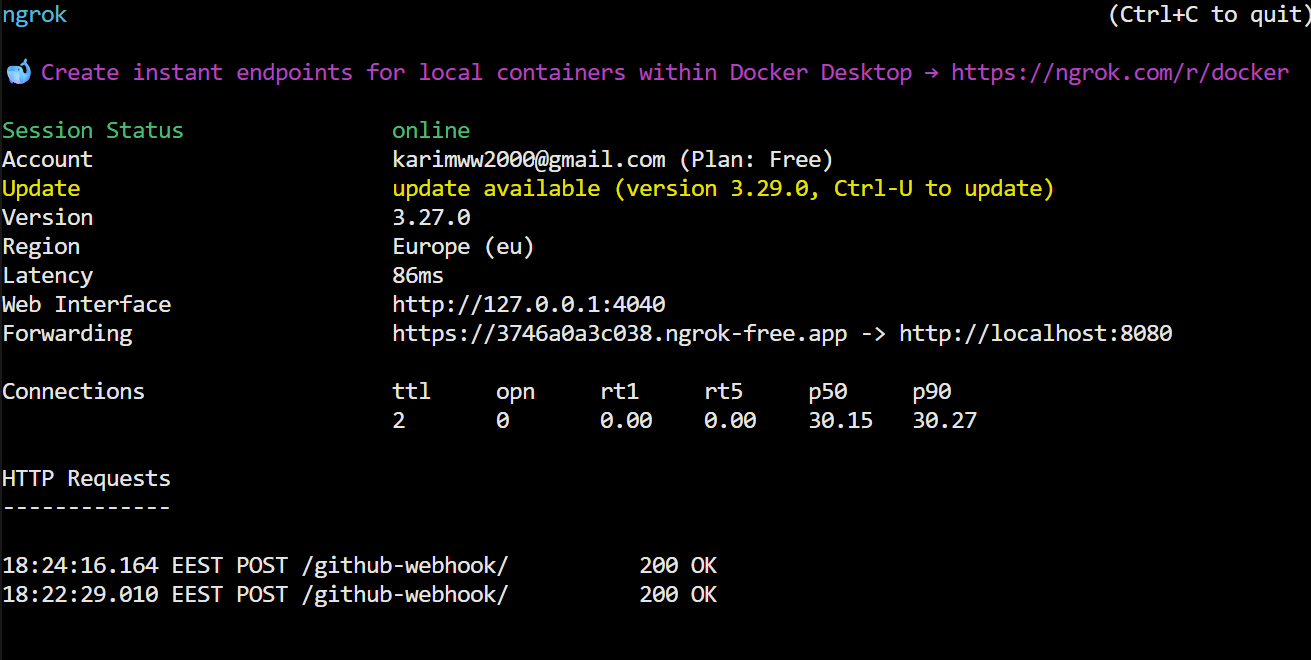 ngrok (Ctrl+C to quit)
🐋 Create instant endpoints for local containers within Docker Desktop → https://ngrok.com/r/docker
Session Status online
Account karimww2000@gmail.com (Plan: Free)
Update update available (version 3.29.0, Ctrl-U to update)
Version 3.27.0
Region Europe (eu)
Latency 86ms
Web Interface http://127.0.0.1:4040
Forwarding https://3746a0a3c038.ngrok-free.app -> http://localhost:8080
Connections ttl opn rt1 rt5 p50 p90
2 0 0.00 0.00 30.15 30.27
HTTP Requests
-------------
18:24:16.164 EEST POST /github-webhook/ 200 OK
18:22:29.010 EEST POST /github-webhook/ 200 OK